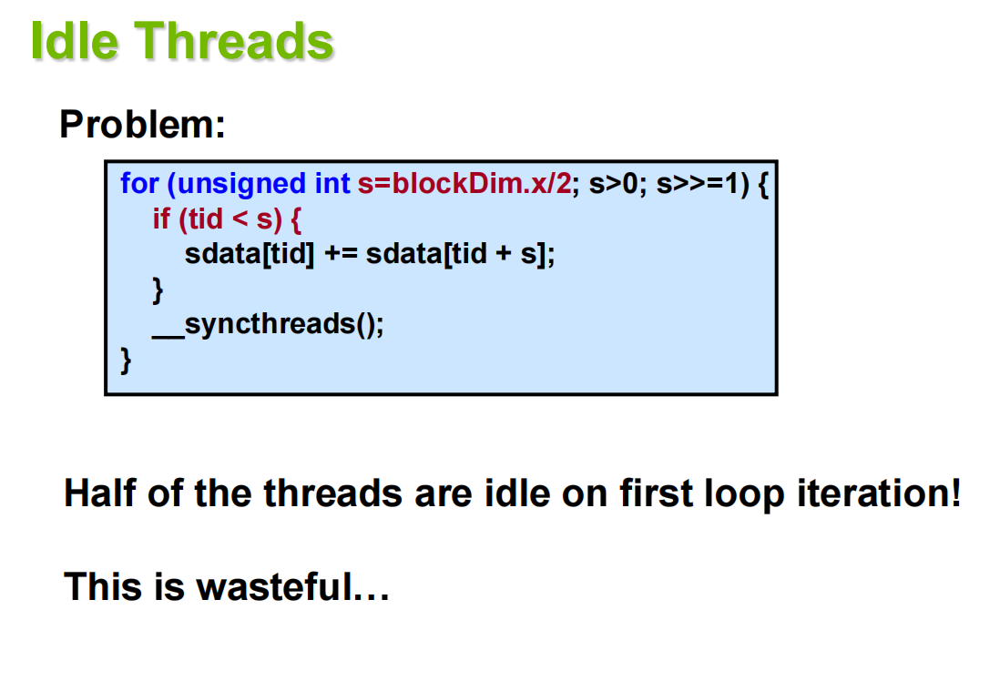 Idle Threads
Problem:
for (unsigned int s=blockDim.x/2; s>0; s>>=1) {
if (tid < s) {
sdata[tid] += sdata[tid + s];
}
__syncthreads();
}
Half of the threads are idle on first loop iteration!
This is wasteful…